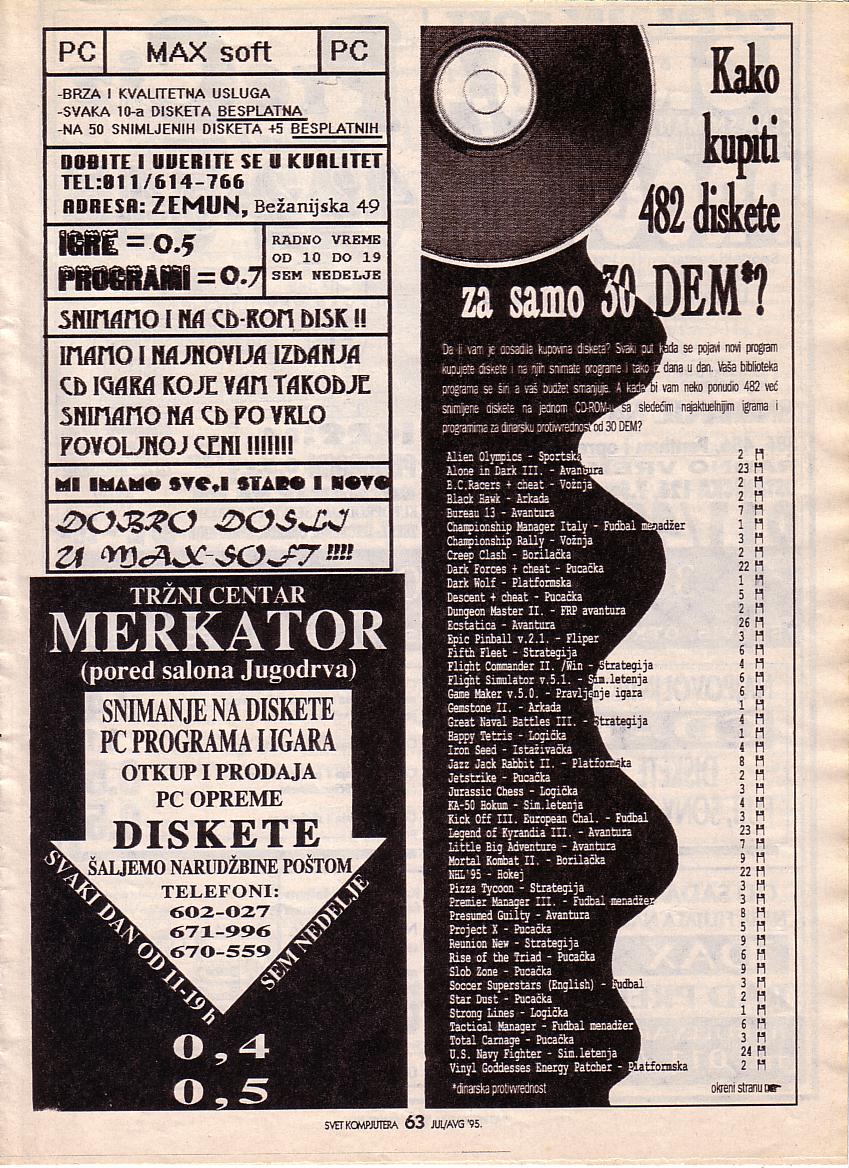 PC MAX soft PC
-BRZA I KVALITETNA USLUGA
-SVAKA 10-a DISKETA BESPLATNA
-NA 50 SNIMLJENIH DISKETA +5 BESPLATNIH
DOĐITE I UVERITE SE U KVALITET
TEL:011/614-766
ADRESA: ZEMUN, Bežanijska 49
IGRE = 0.5
PROGRAMI = 0.7
RADNO VREME
OD 10 DO 19
SEM NEDELJE
SNIMAMO I NA CD-ROM DISK !!
IMAMO I NAJNOVIJA IZDANJA
CD IGARA KOJE VAM TAKODJE
SNIMAMO NA CD PO VRLO
POVOLJNOJ CENI !!!!!!!
MI IMAMO SVE,I STARO I NOVO
DOBRO DOSLI
U MAX-SOFT !!!!
TRŽNI CENTAR
MERKATOR
(pored salona Jugodrva)
SNIMANJE NA DISKETE
PC PROGRAMA I IGARA
OTKUP I PRODAJA
PC OPREME
DISKETE
ŠALJEMO NARUDŽBINE POŠTOM
TELEFONI:
602-027
671-996
670-559
SVAKI DAN OD 11-19 h
SEM NEDELJE
0,4
0,5
Kako
kupiti
482 diskete
za samo 30 DEM*?
Da li vam je dosadila kupovina disketa? Svaki put kada se pojavi novi program
kupujete diskete i na njih snimate programe i tako iz dana u dan. Vaša biblioteka
programa se širi a vaš budžet smanjuje. A kada bi vam neko ponudio 482 već
snimljene diskete na jednom CD-ROM-u sa sledećim najaktuelnijim igrama i
programima za dinarsku protivvrednost od 30 DEM?
Alien Olympics - Sportska 2
Alone in Dark III. - Avantura 23
B.C.Racers + cheat - Vožnja 2
Black Hawk - Arkada 2
Bureau 13 - Avantura 7
Championship Manager Italy - Fudbal menadžer 1
Championship Rally - Vožnja 3
Creep Clash - Borilačka 2
Dark Forces + cheat - Pucačka 22
Dark Wolf - Platformska 1
Descent + cheat - Pucačka 5
Dungeon Master II. - FRP avantura 2
Ecstatica - Avantura 26
Epic Pinball v.2.1. - Fliper 3
Fifth Fleet - Strategija 6
Flight Commander II. /Win - Strategija 4
Flight Simulator v.5.1. - Sim.letenja 6
Game Maker v.5.0. - Pravljenje igara 6
Gemstone II. - Arkada 1
Great Naval Battles III. - Strategija 4
Happy Tetris - Logička 1
Iron Seed - Istaživačka 4
Jazz Jack Rabbit II. - Platformska 8
Jetstrike - Pucačka 2
Jurassic Chess - Logička 3
KA-50 Hokum - Sim.letenja 4
Kick Off III. European Chal. - Fudbal 3
Legend of Kyrandia III. - Avantura 23
Little Big Adventure - Avantura 7
Mortal Kombat II. - Borilačka 9
NHL'95 - Hokej 22
Pizza Tycoon - Strategija 3
Premier Manager III. - Fudbal menadžer 3
Presumed Guilty - Avantura 8
Project X - Pucačka 5
Reunion New - Strategija 9
Rise of the Triad - Pucačka 6
Slob Zone - Pucačka 9
Soccer Superstars (English) - Fudbal 3
Star Dust - Pucačka 2
Strong Lines - Logička 1
Tactical Manager - Fudbal menadžer 6
Total Carnage - Pucačka 3
U.S. Navy Fighter - Sim.letenja 24
Vinyl Goddesses Energy Patcher - Platformska 2
*dinarska protivvrednost okreni stranu
SVET KOMPJUTERA 63 JUL/AVG '95.